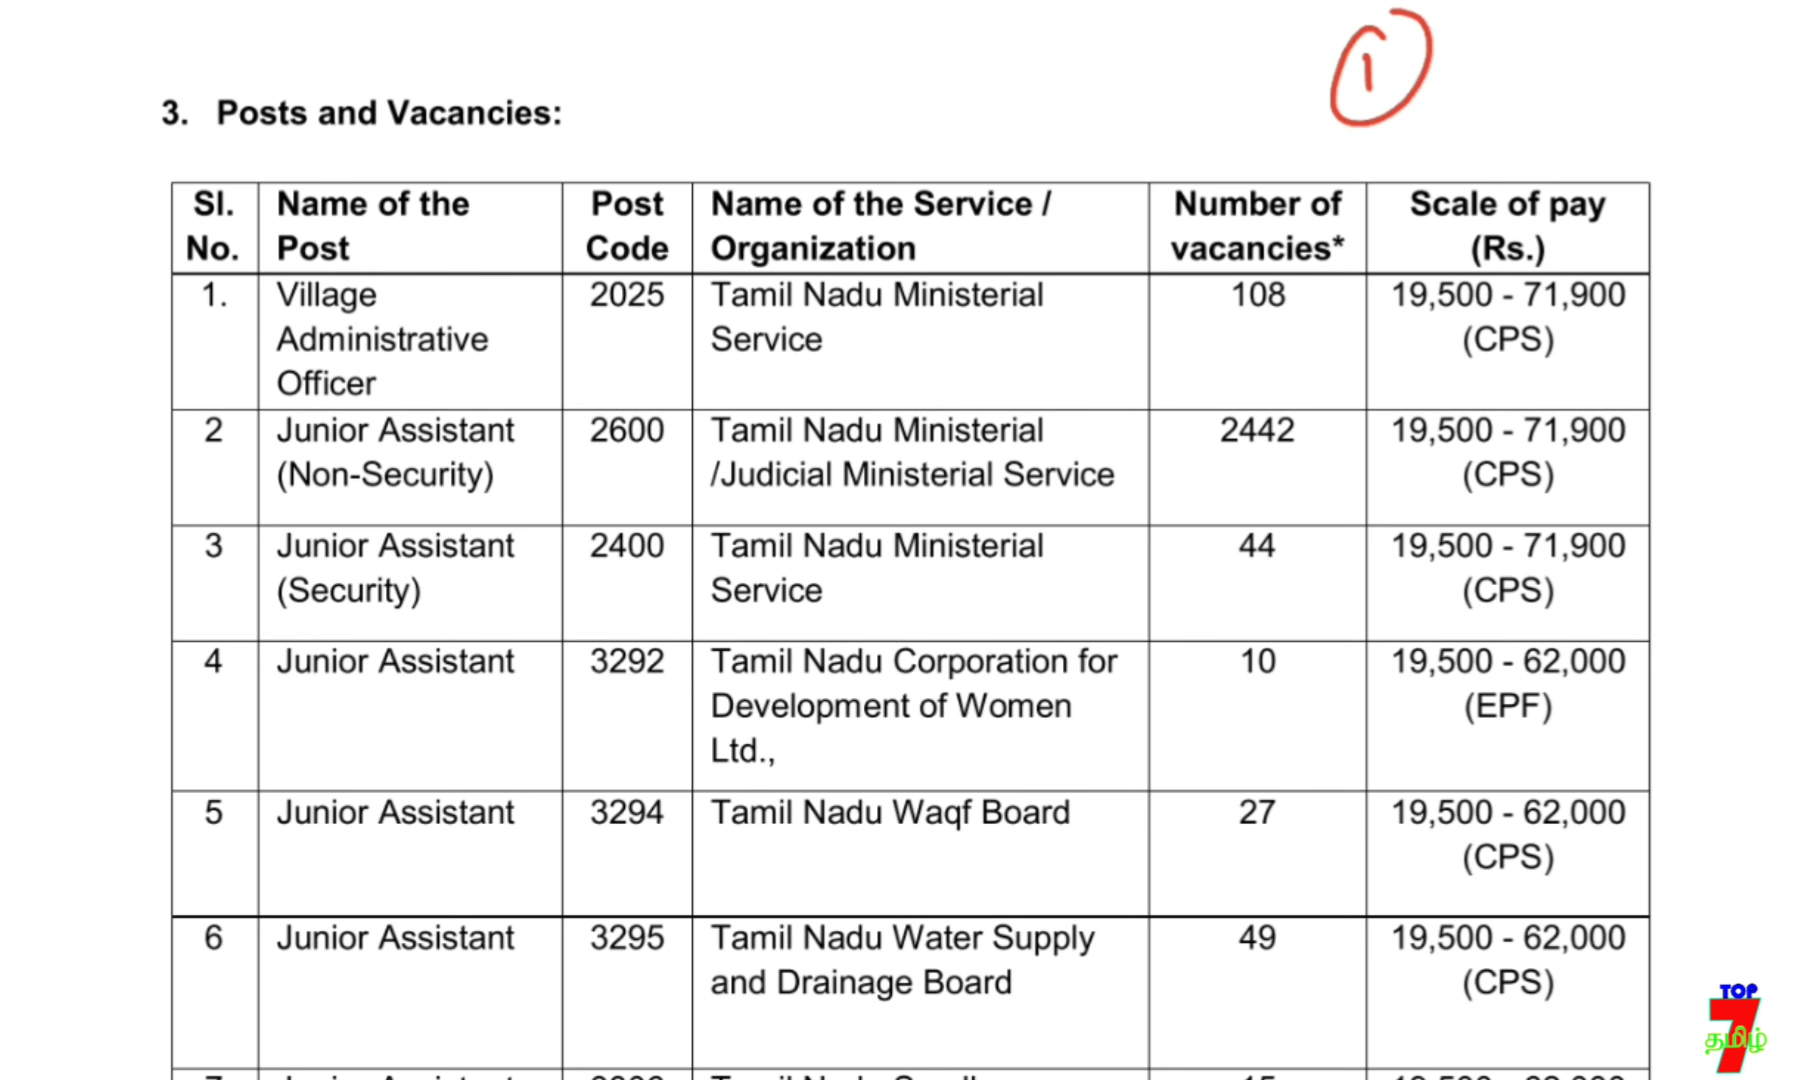 1
3. Posts and Vacancies:
Sl. No. | Name of the Post | Post Code | Name of the Service / Organization | Number of vacancies* | Scale of pay (Rs.)
1. | Village Administrative Officer | 2025 | Tamil Nadu Ministerial Service | 108 | 19,500 - 71,900 (CPS)
2 | Junior Assistant (Non-Security) | 2600 | Tamil Nadu Ministerial /Judicial Ministerial Service | 2442 | 19,500 - 71,900 (CPS)
3 | Junior Assistant (Security) | 2400 | Tamil Nadu Ministerial Service | 44 | 19,500 - 71,900 (CPS)
4 | Junior Assistant | 3292 | Tamil Nadu Corporation for Development of Women Ltd., | 10 | 19,500 - 62,000 (EPF)
5 | Junior Assistant | 3294 | Tamil Nadu Waqf Board | 27 | 19,500 - 62,000 (CPS)
6 | Junior Assistant | 3295 | Tamil Nadu Water Supply and Drainage Board | 49 | 19,500 - 62,000 (CPS)
TOP
7
தமிழ்